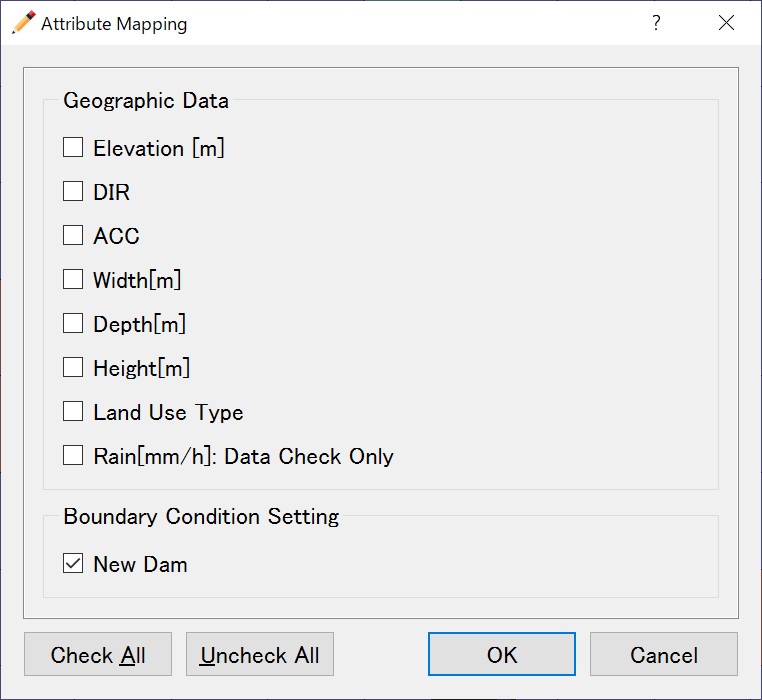 Attribute Mapping
?
Geographic Data
Elevation [m]
DIR
ACC
Width[m]
Depth[m]
Height[m]
Land Use Type
Rain[mm/h]: Data Check Only
Boundary Condition Setting
New Dam
Check All
Uncheck All
OK
Cancel